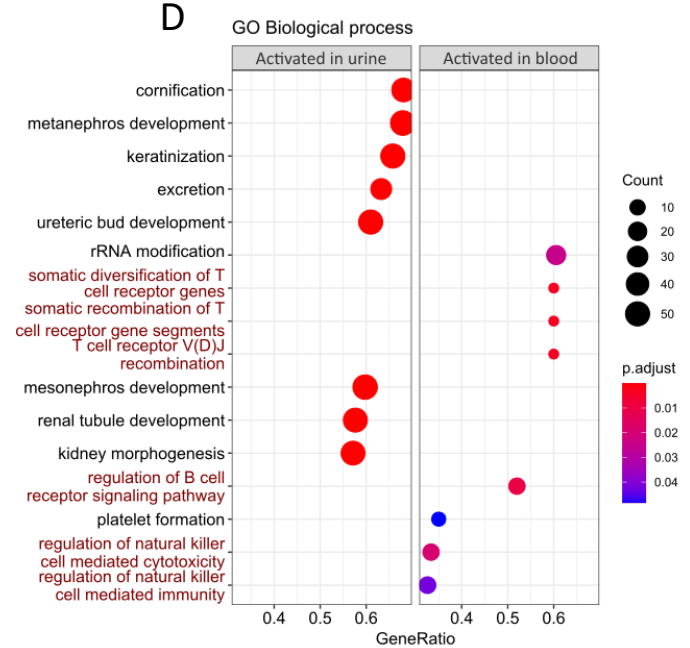 D
GO Biological process
Activated in urine
Activated in blood
cornification
metanephros development
keratinization
excretion
ureteric bud development
rRNA modification
somatic diversification of T
cell receptor genes
somatic recombination of T
cell receptor gene segments
T cell receptor V(D)J
recombination
mesonephros development
renal tubule development
kidney morphogenesis
regulation of B cell
receptor signaling pathway
platelet formation
regulation of natural killer
cell mediated cytotoxicity
regulation of natural killer
cell mediated immunity
0.4 0.5 0.6
0.4 0.5 0.6
GeneRatio
Count
10
20
30
40
50
p.adjust
0.01
0.02
0.03
0.04